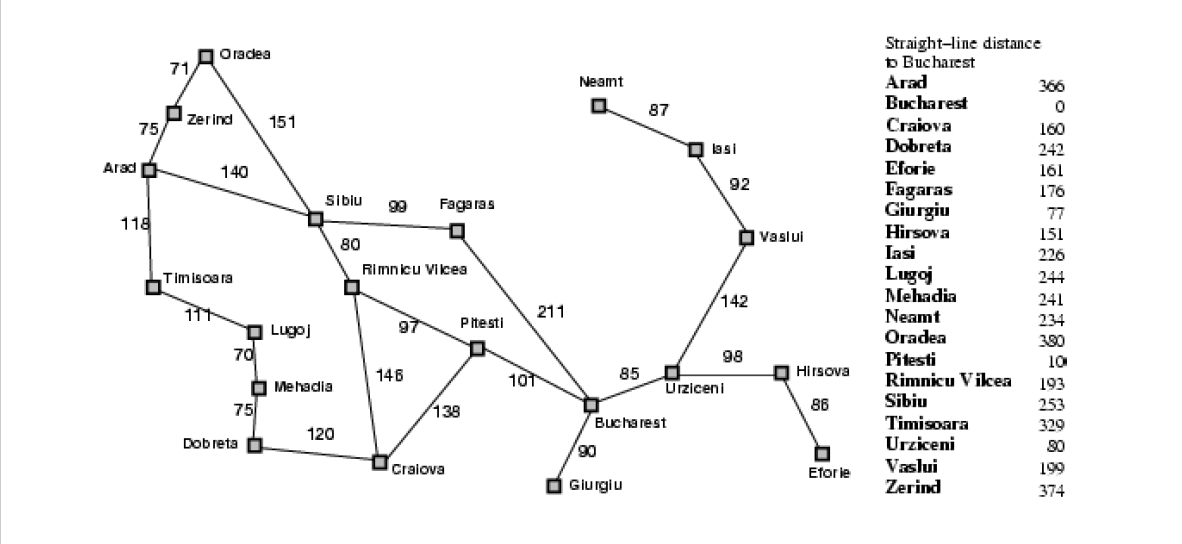 Oradea
71
Neamt
87
Zerind
151
75
Iasi
Arad
140
92
Sibiu
99
Fagaras
118
80
Vaslui
Timisoara
Rimnicu Vilcea
111
Lugoj
97
Pitesti
211
142
70
98
Mehadia
146
101
85
Hirsova
Urziceni
75
138
86
Dobreta
120
Bucharest
90
Craiova
Eforie
Giurgiu
Straight-line distance
to Bucharest
Arad 366
Bucharest 0
Craiova 160
Dobreta 242
Eforie 161
Fagaras 176
Giurgiu 77
Hirsova 151
Iasi 226
Lugoj 244
Mehadia 241
Neamt 234
Oradea 380
Pitesti
Rimnicu Vilcea 193
Sibiu 253
Timisoara 329
Urziceni 80
Vaslui 199
Zerind 374